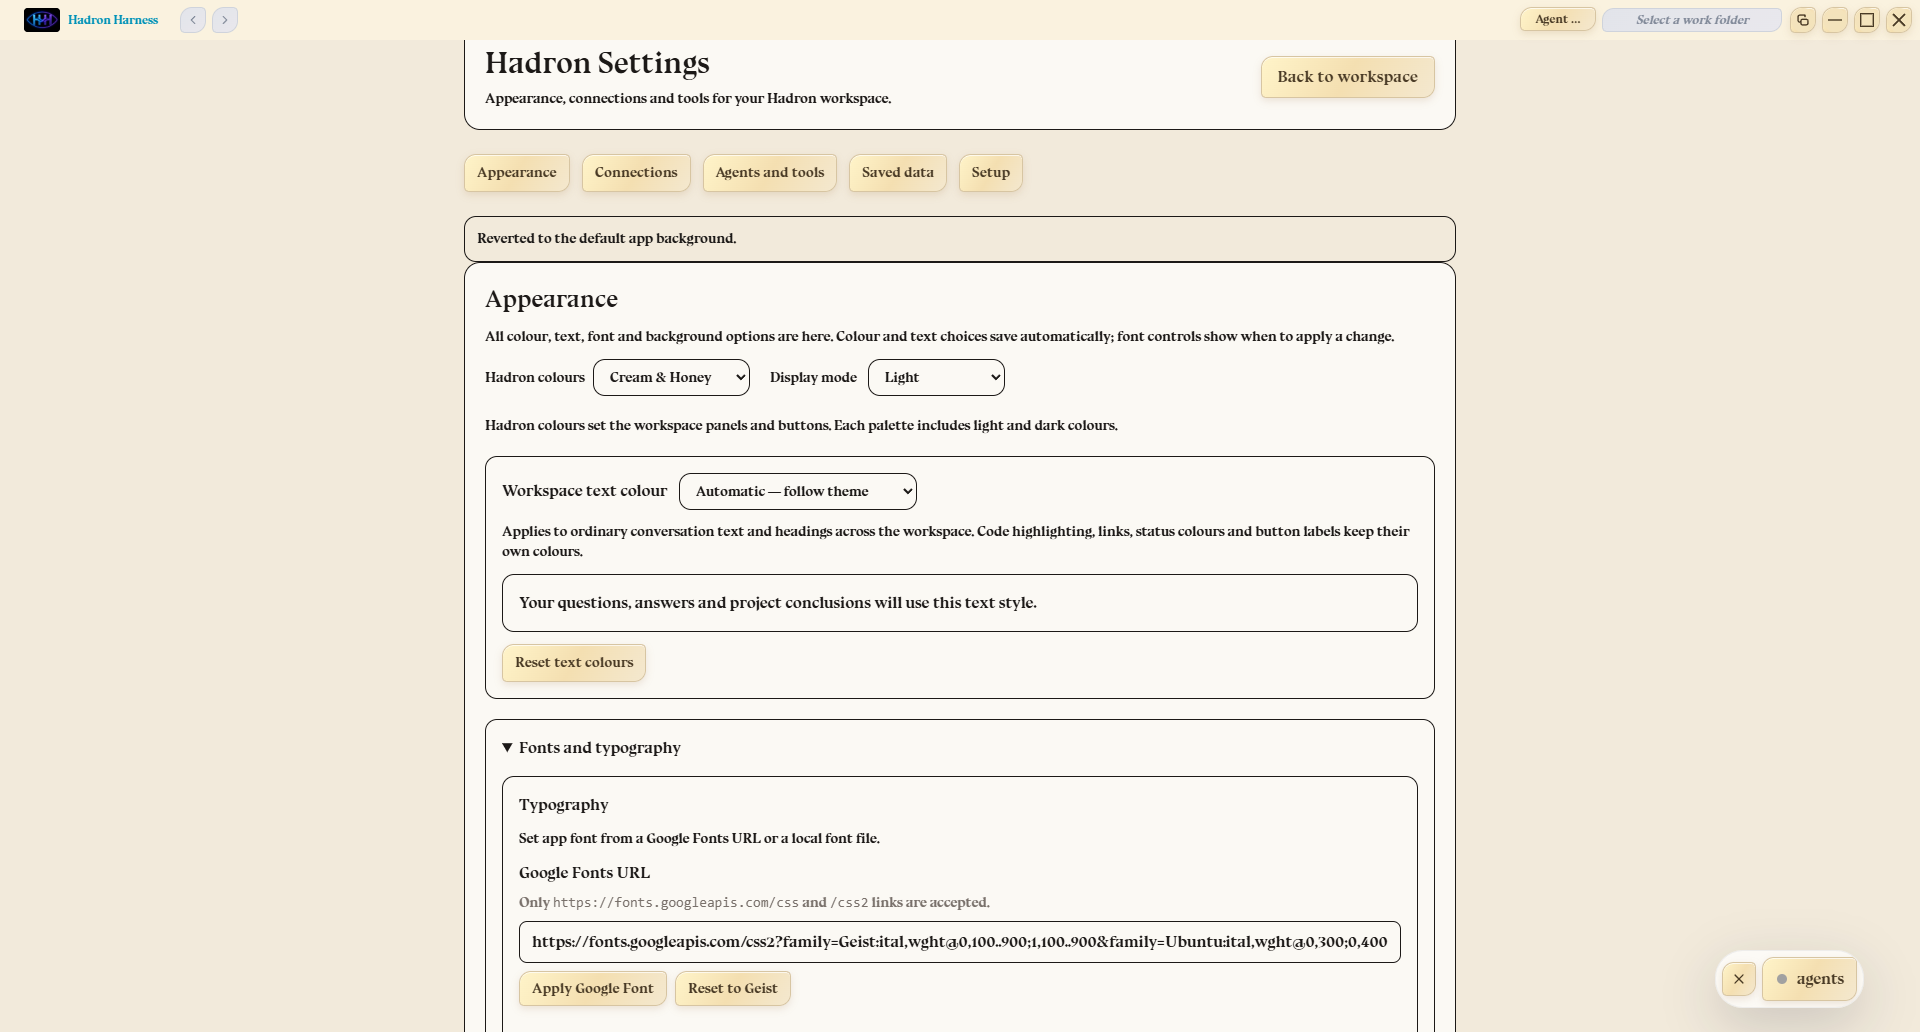 Hadron Harness
Agent ...
Select a work folder
Hadron Settings
Back to workspace
Appearance, connections and tools for your Hadron workspace.
Appearance
Connections
Agents and tools
Saved data
Setup
Reverted to the default app background.
Appearance
All colour, text, font and background options are here. Colour and text choices save automatically; font controls show when to apply a change.
Hadron colours
Cream & Honey
Display mode
Light
Hadron colours set the workspace panels and buttons. Each palette includes light and dark colours.
Workspace text colour
Automatic — follow theme
Applies to ordinary conversation text and headings across the workspace. Code highlighting, links, status colours and button labels keep their
own colours.
Your questions, answers and project conclusions will use this text style.
Reset text colours
Fonts and typography
Typography
Set app font from a Google Fonts URL or a local font file.
Google Fonts URL
Only https://fonts.googleapis.com/css and /css2 links are accepted.
https://fonts.googleapis.com/css2?family=Geist:ital,wght@0,100..900;1,100..900&family=Ubuntu:ital,wght@0,300;0,400
Apply Google Font
Reset to Geist
agents